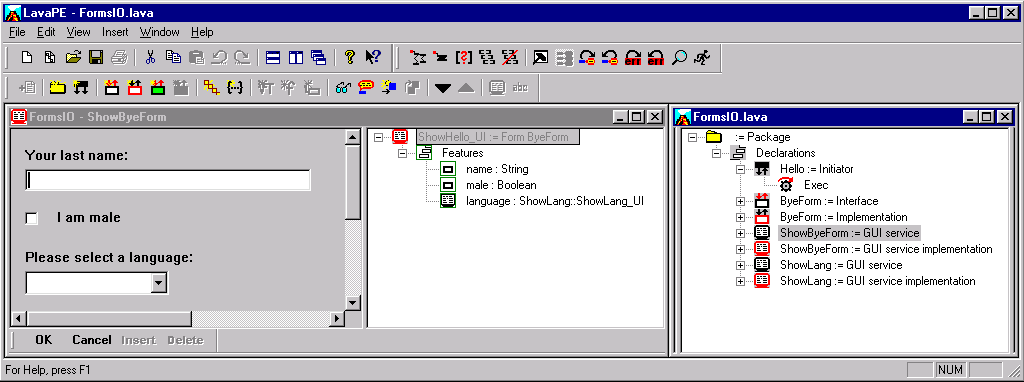 LavaPE - FormsIO.lava
File Edit View Insert Window Help
FormsIO - ShowByeForm
Your last name:
I am male
Please select a language:
OK Cancel Insert Delete
ShowHello_UI := Form ByeForm
Features
name : String
male : Boolean
language : ShowLang::ShowLang_UI
FormsIO.lava
:= Package
Declarations
Hello := Initiator
Exec
ByeForm := Interface
ByeForm := Implementation
ShowByeForm := GUI service
ShowByeForm := GUI service implementation
ShowLang := GUI service
ShowLang := GUI service implementation
For Help, press F1
NUM